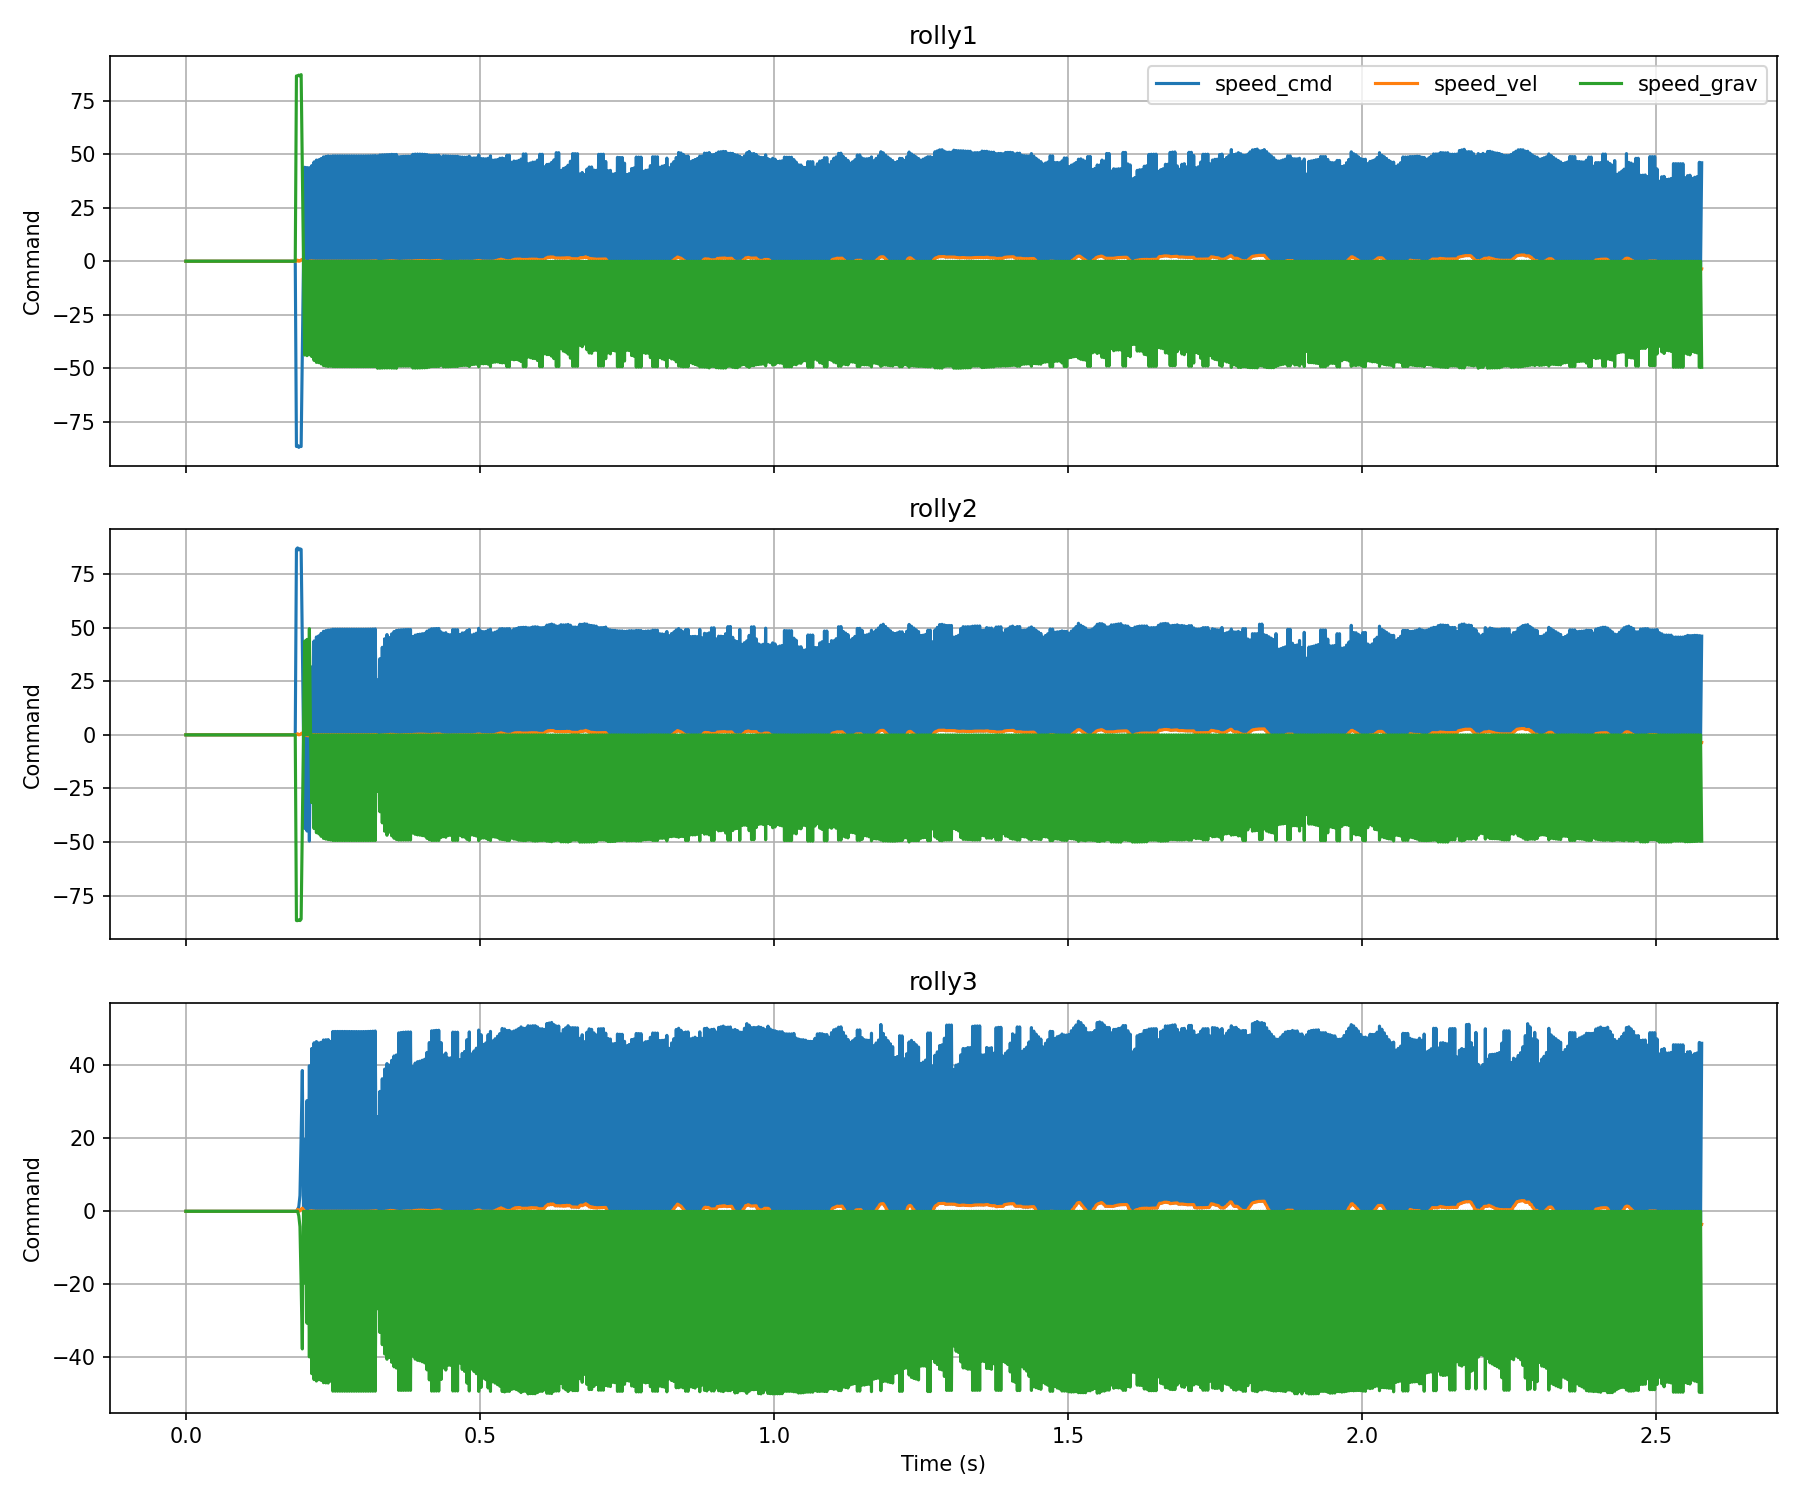 rolly1
speed_cmd speed_vel speed_grav
75
50
25
0
−25
−50
−75
Command
rolly2
75
50
25
0
−25
−50
−75
Command
rolly3
40
20
0
−20
−40
Command
0.0 0.5 1.0 1.5 2.0 2.5
Time (s)